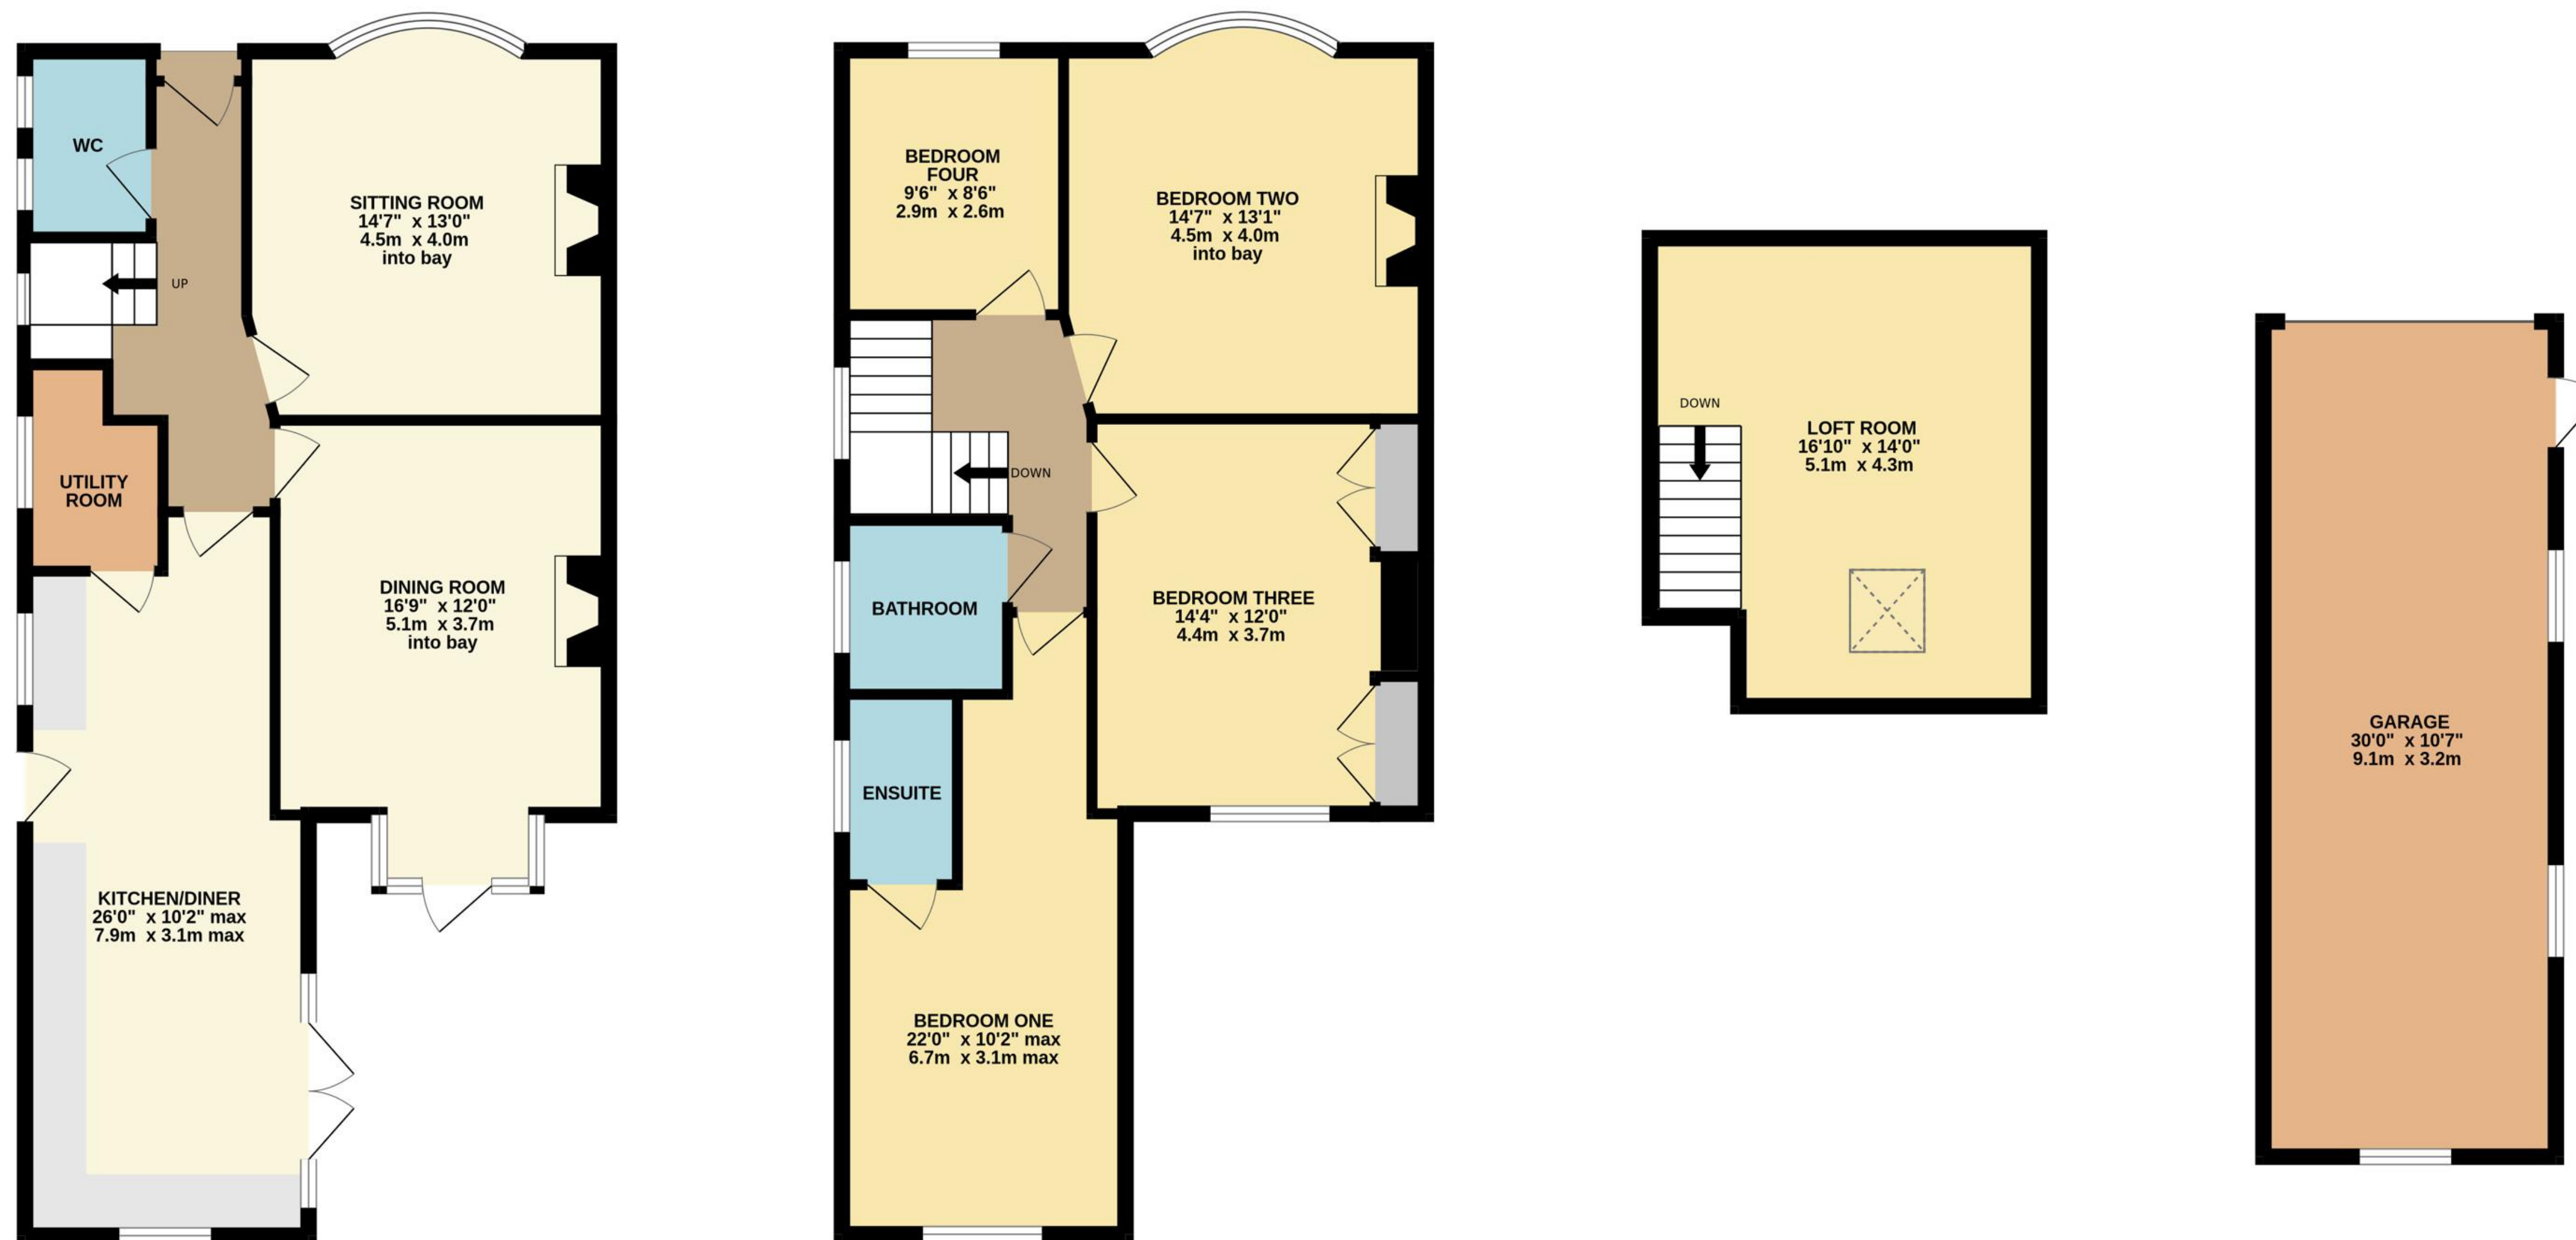 WC
SITTING ROOM
14'7" x 13'0"
4.5m x 4.0m
into bay
UP
UTILITY
ROOM
DINING ROOM
16'9" x 12'0"
5.1m x 3.7m
into bay
KITCHEN/DINER
26'0" x 10'2" max
7.9m x 3.1m max
BEDROOM
FOUR
9'6" x 8'6"
2.9m x 2.6m
BEDROOM TWO
14'7" x 13'1"
4.5m x 4.0m
into bay
DOWN
BATHROOM
BEDROOM THREE
14'4" x 12'0"
4.4m x 3.7m
ENSUITE
BEDROOM ONE
22'0" x 10'2" max
6.7m x 3.1m max
DOWN
LOFT ROOM
16'10" x 14'0"
5.1m x 4.3m
GARAGE
30'0" x 10'7"
9.1m x 3.2m